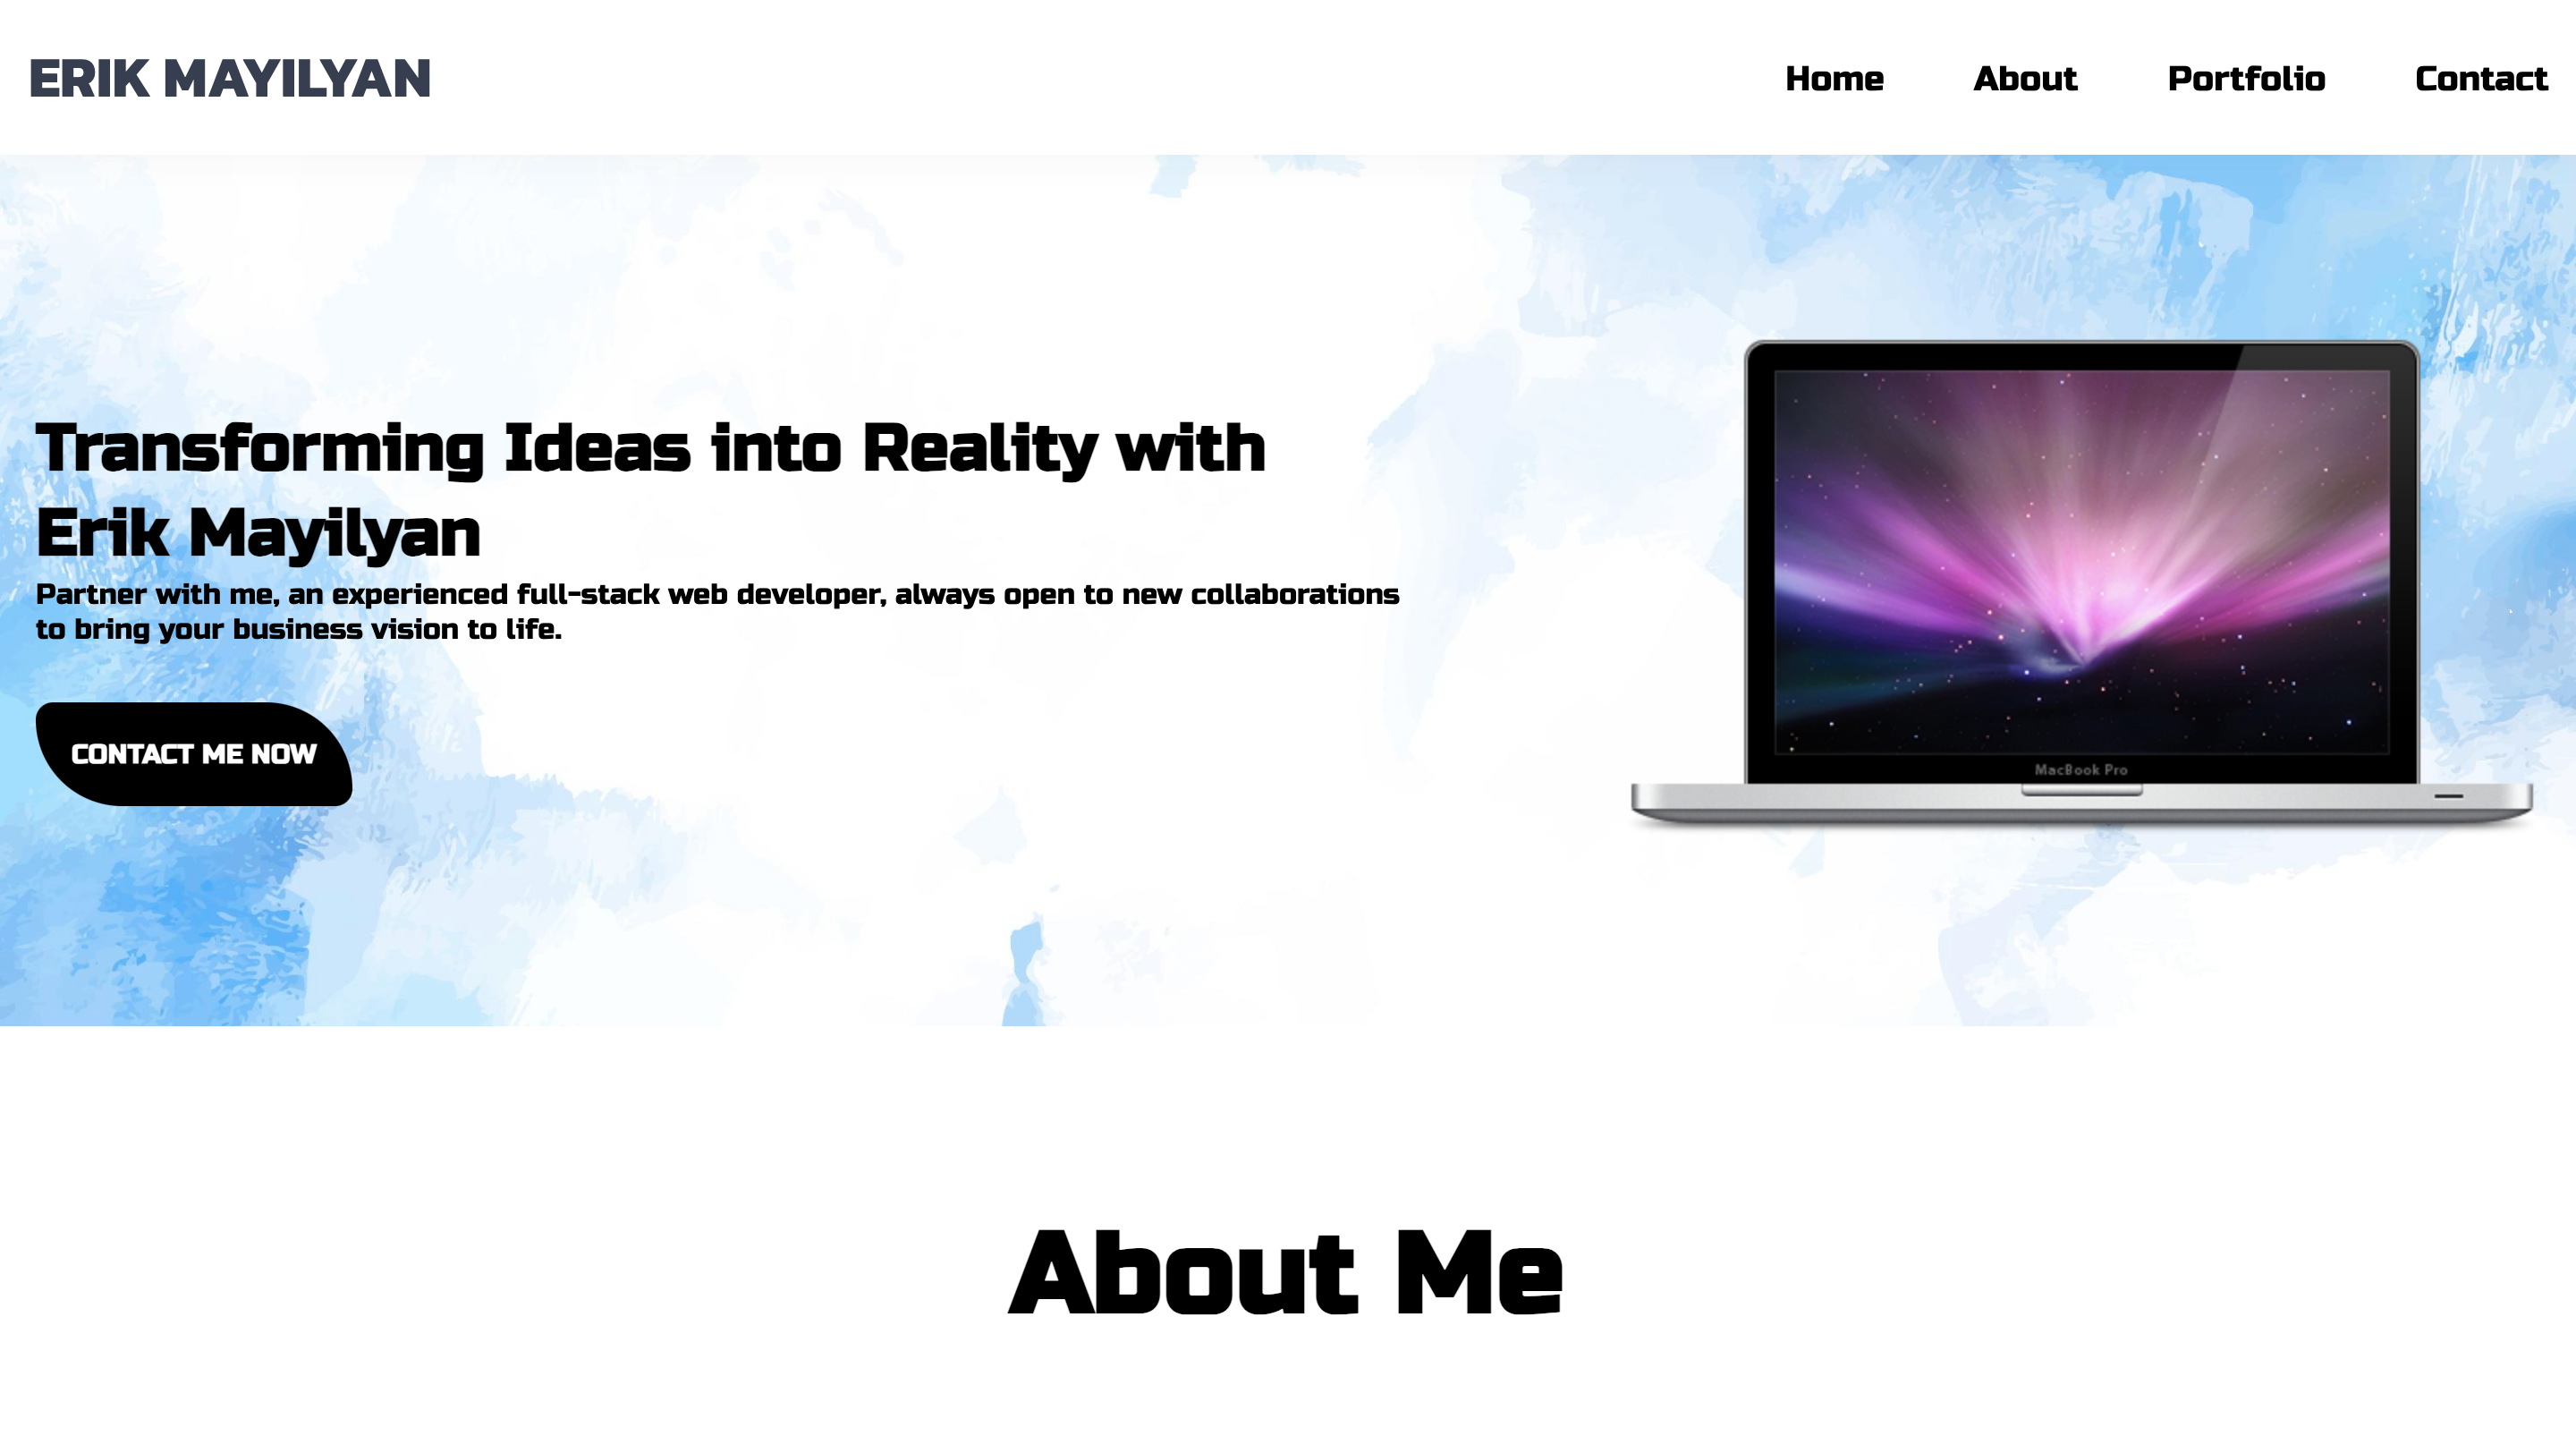 ERIK MAYILYAN
Home About Portfolio Contact
Transforming Ideas into Reality with
Erik Mayilyan
Partner with me, an experienced full-stack web developer, always open to new collaborations
to bring your business vision to life.
CONTACT ME NOW
MacBook Pro
About Me